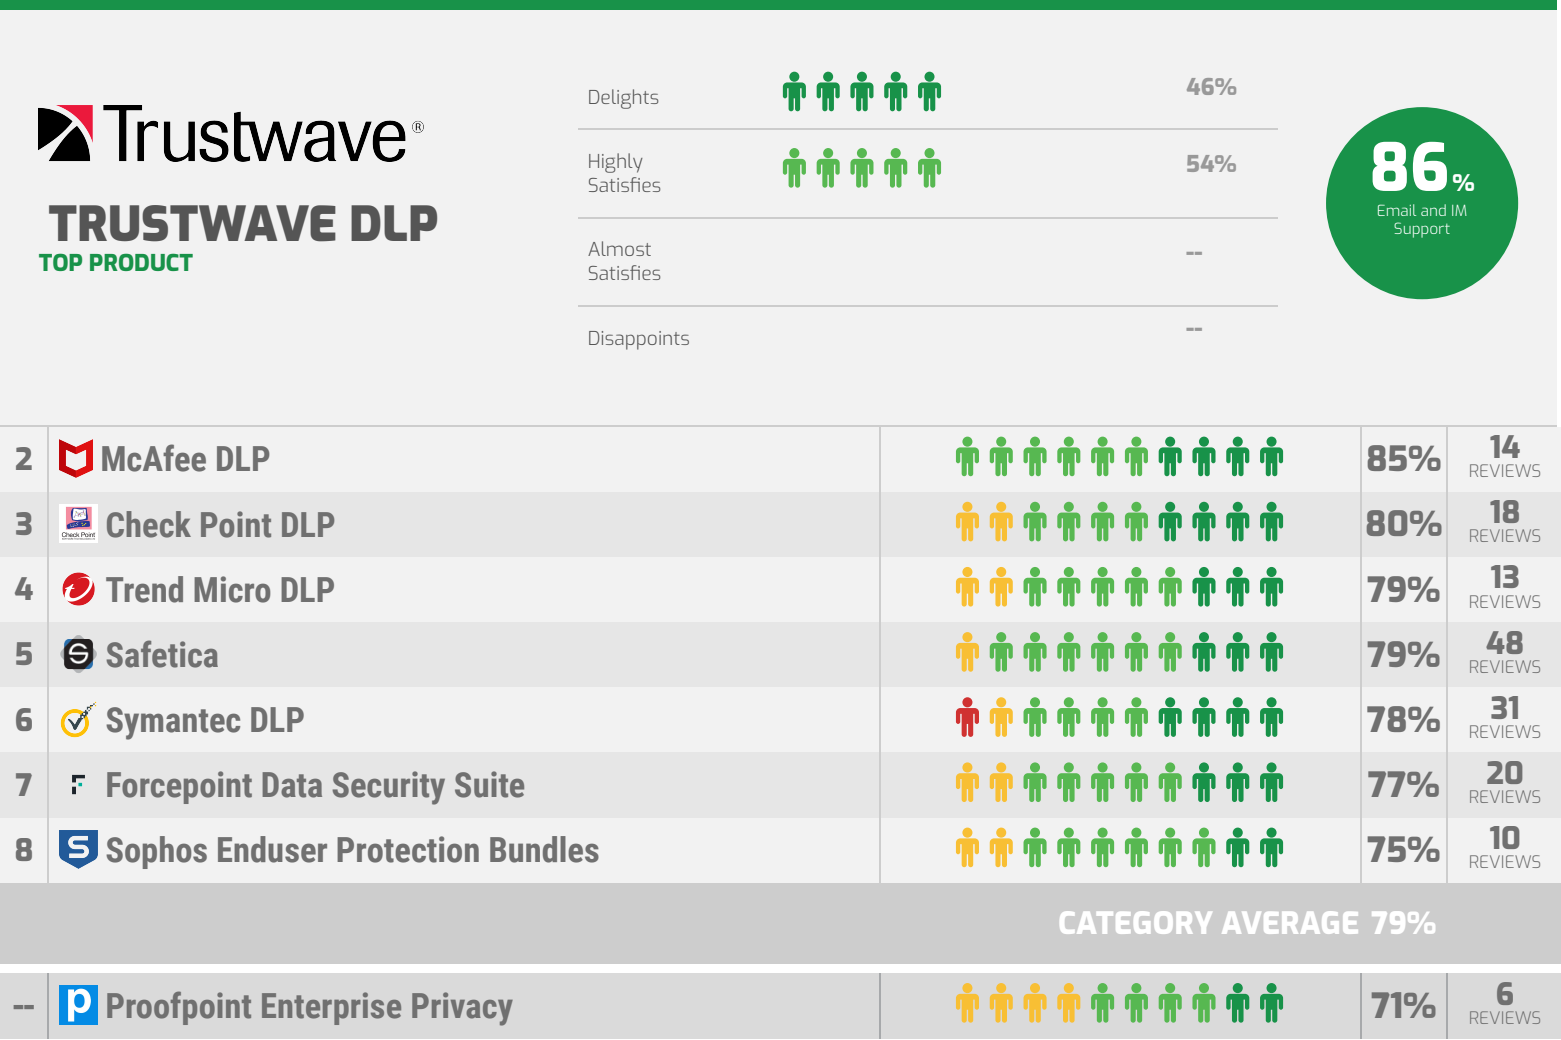 Trustwave®
TRUSTWAVE DLP
TOP PRODUCT
Delights 46%
Highly
Satisfies 54%
Almost
Satisfies --
Disappoints --
86%
Email and IM
Support
2 McAfee DLP 85% 14
REVIEWS
3 Check Point Check Point DLP 80% 18
REVIEWS
4 Trend Micro DLP 79% 13
REVIEWS
5 Safetica 79% 48
REVIEWS
6 Symantec DLP 78% 31
REVIEWS
7 Forcepoint Data Security Suite 77% 20
REVIEWS
8 Sophos Enduser Protection Bundles 75% 10
REVIEWS
CATEGORY AVERAGE 79%
-- Proofpoint Enterprise Privacy 71% 6
REVIEWS